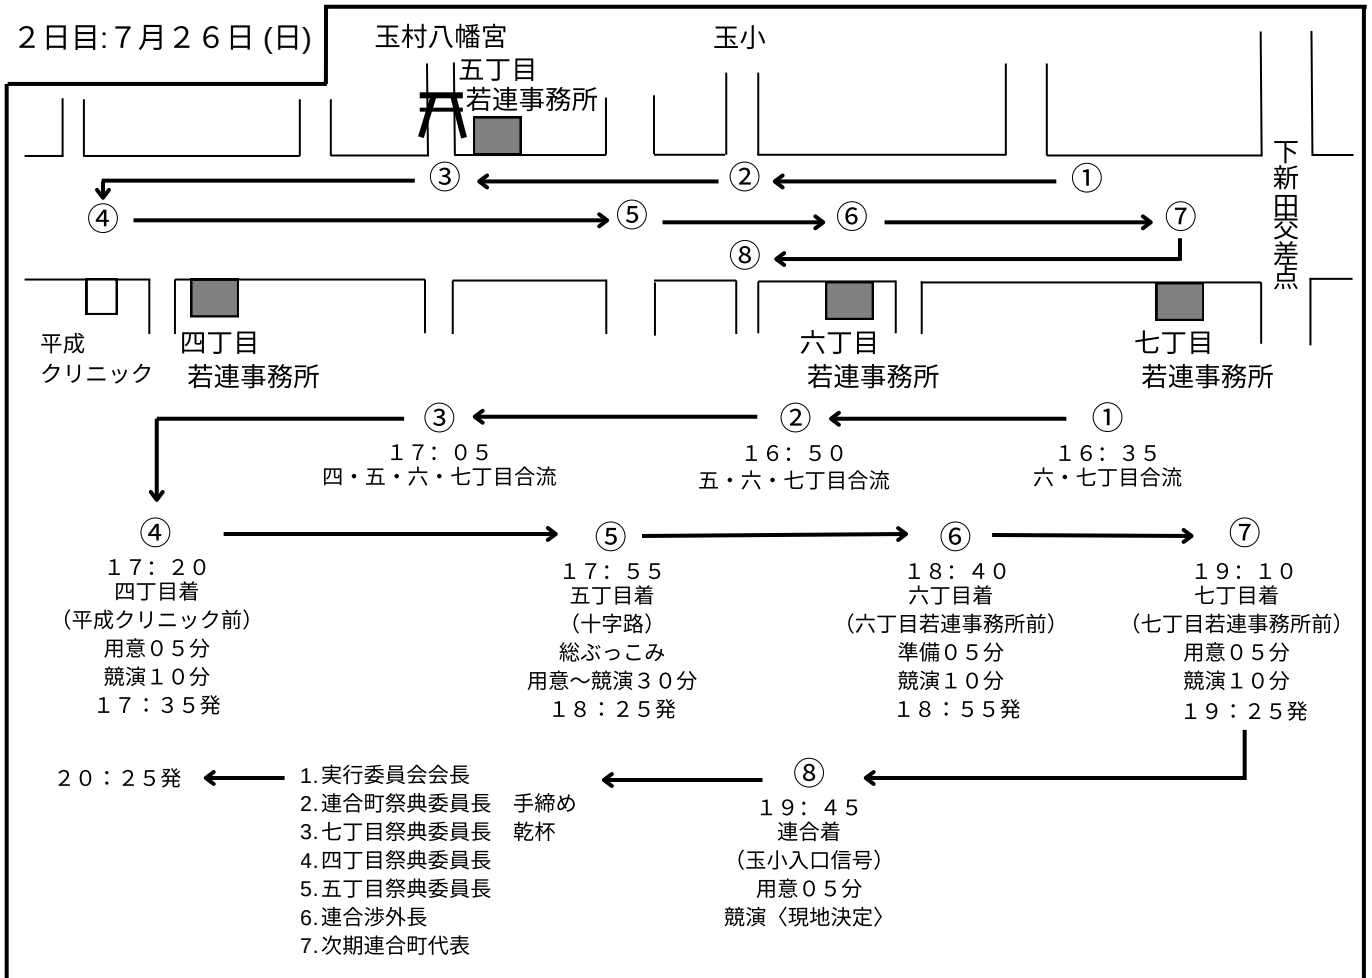 ２日目:７月２６日 (日)
玉村八幡宮
玉小
五丁目
若連事務所
下新田交差点
③
②
①
④
⑤
⑥
⑦
⑧
平成
クリニック
四丁目
若連事務所
六丁目
若連事務所
七丁目
若連事務所
③
１７：０５
四・五・六・七丁目合流
②
１６：５０
五・六・七丁目合流
①
１６：３５
六・七丁目合流
④
１７：２０
四丁目着
（平成クリニック前）
用意０５分
競演１０分
１７：３５発
⑤
１７：５５
五丁目着
（十字路）
総ぶっこみ
用意～競演３０分
１８：２５発
⑥
１８：４０
六丁目着
（六丁目若連事務所前）
準備０５分
競演１０分
１８：５５発
⑦
１９：１０
七丁目着
（七丁目若連事務所前）
用意０５分
競演１０分
１９：２５発
⑧
１９：４５
連合着
（玉小入口信号）
用意０５分
競演〈現地決定〉
1.実行委員会会長
2.連合町祭典委員長　手締め
3.七丁目祭典委員長　乾杯
4.四丁目祭典委員長
5.五丁目祭典委員長
6.連合渉外長
7.次期連合町代表
２０：２５発